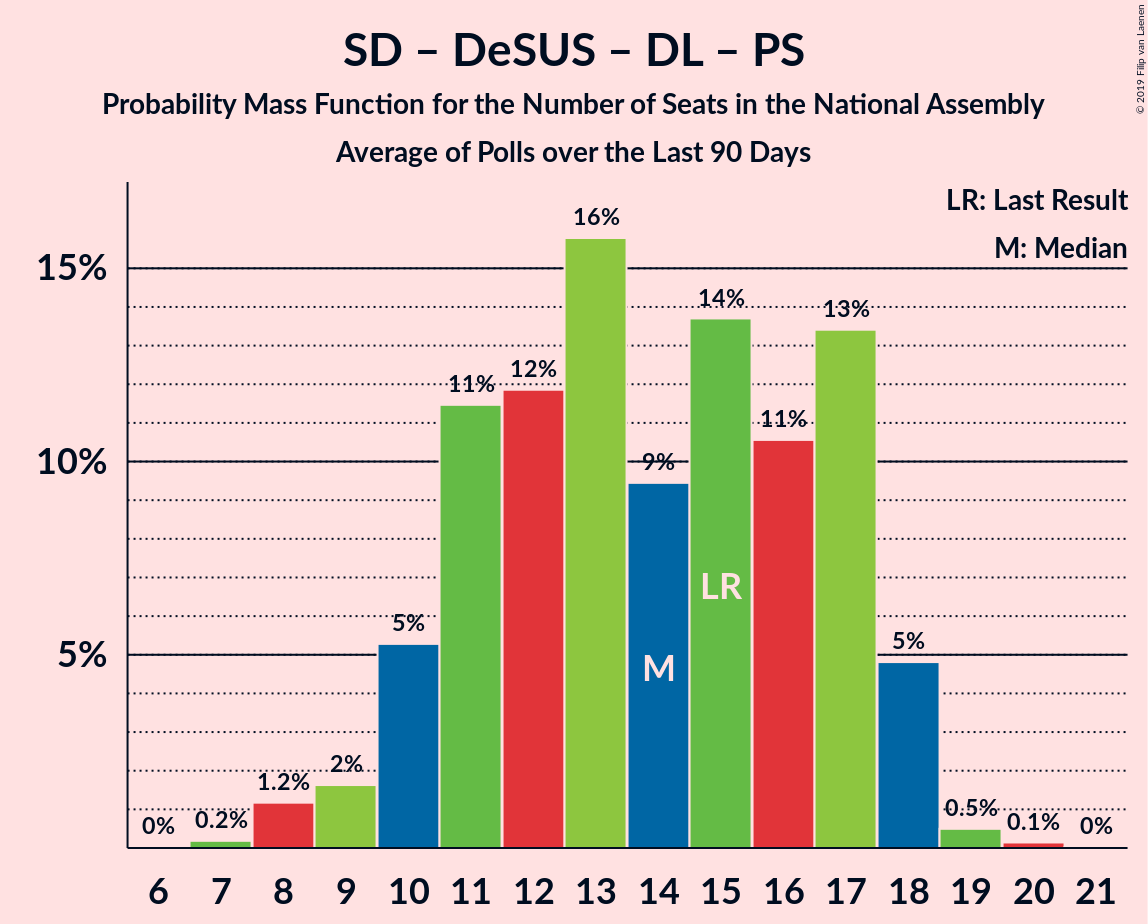 SD – DeSUS – DL – PS
Probability Mass Function for the Number of Seats in the National Assembly
Average of Polls over the Last 90 Days
© 2019 Filip van Laenen
LR: Last Result
M: Median
15%
10%
5%
0%
0.2%
1.2%
2%
5%
11%
12%
16%
9%
14%
11%
13%
5%
0.5%
0.1%
0%
M
LR
6 7 8 9 10 11 12 13 14 15 16 17 18 19 20 21